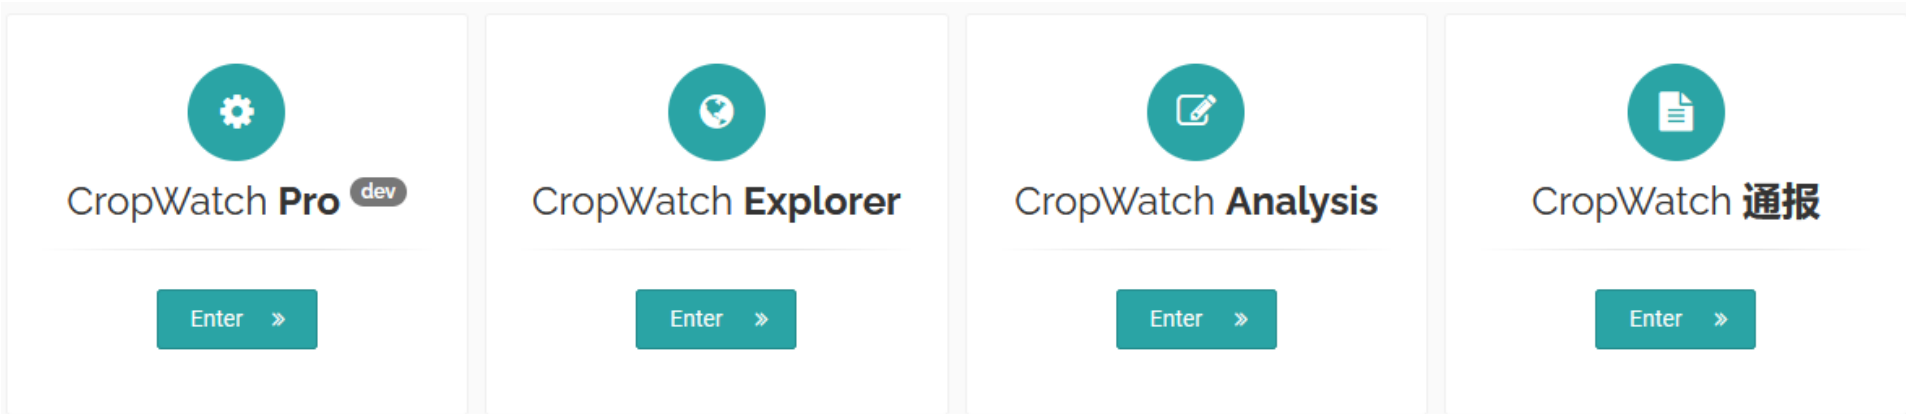 CropWatch Pro dev
CropWatch Explorer
CropWatch Analysis
CropWatch 通报
Enter »
Enter »
Enter »
Enter »